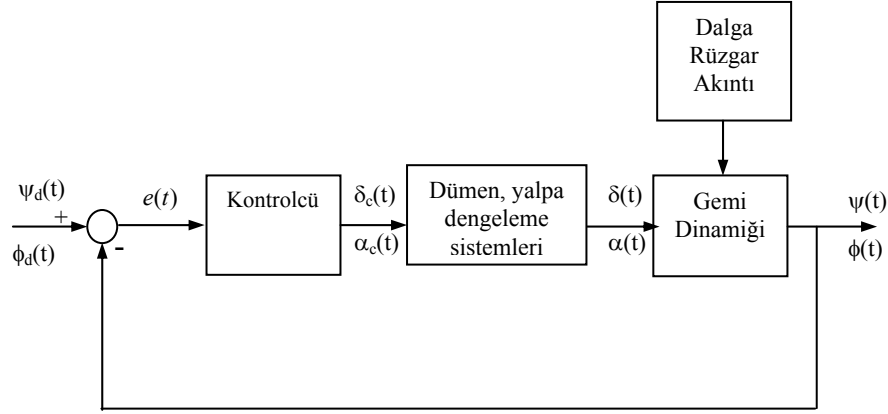 Dalga
Rüzgar
Akıntı
ψd(t)
+
ϕd(t)
-
e(t)
Kontrolcü
δc(t)
αc(t)
Dümen, yalpa
dengeleme
sistemleri
δ(t)
α(t)
Gemi
Dinamiği
ψ(t)
ϕ(t)